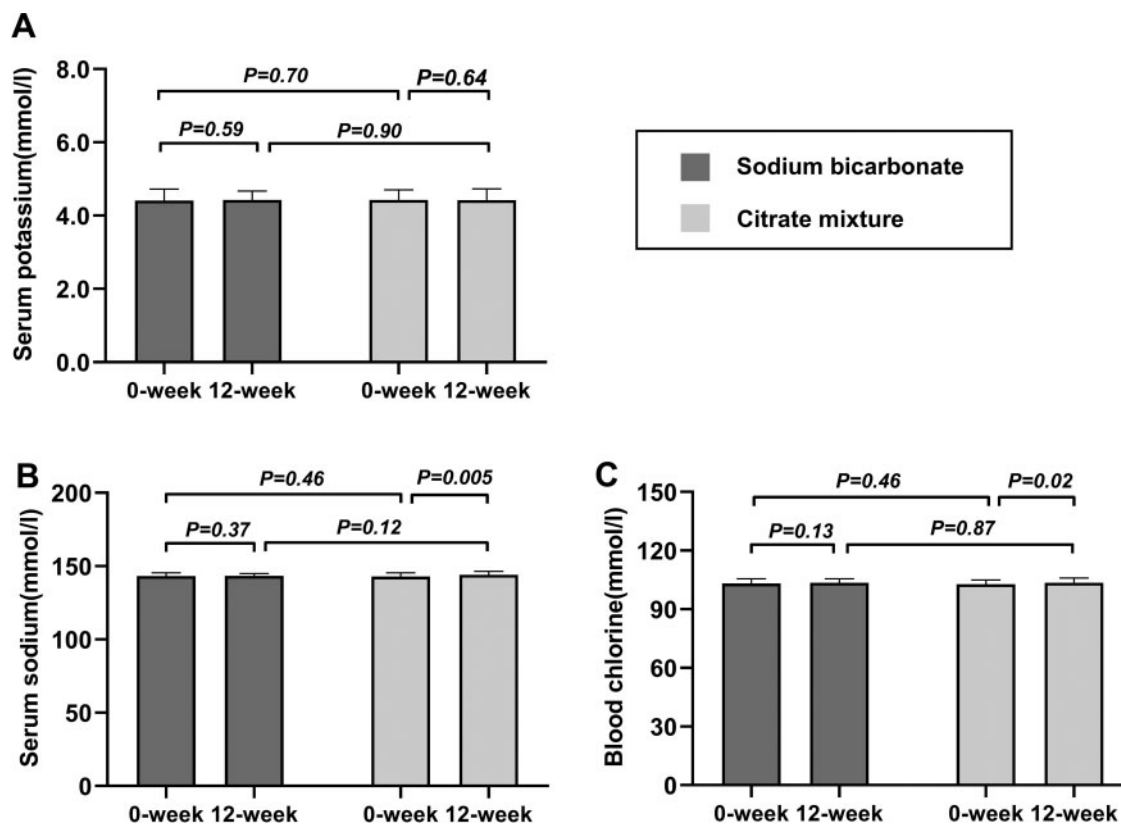 A
Serum potassium(mmol/l)
8.0
6.0
4.0
2.0
0.0
P=0.70
P=0.64
P=0.59
P=0.90
0-week 12-week 0-week 12-week
Sodium bicarbonate
Citrate mixture
B
Serum sodium(mmol/l)
200
150
100
50
0
P=0.46
P=0.005
P=0.37
P=0.12
0-week 12-week 0-week 12-week
C
Blood chlorine(mmol/l)
150
120
90
60
30
0
P=0.46
P=0.02
P=0.13
P=0.87
0-week 12-week 0-week 12-week